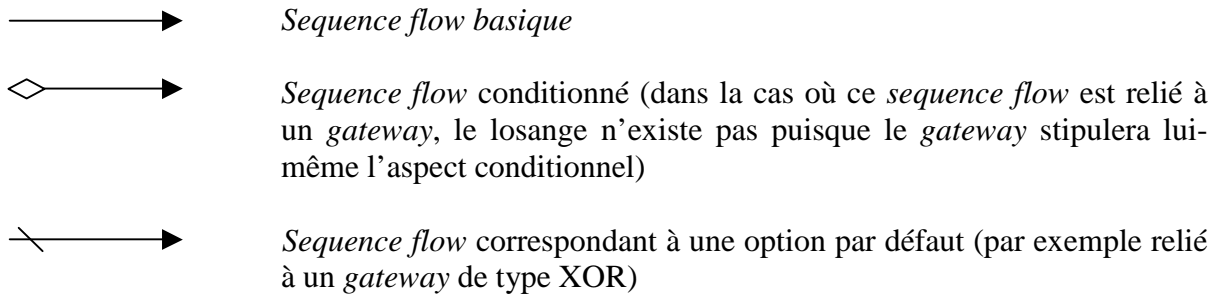 Sequence flow basique
Sequence flow conditionné (dans la cas où ce sequence flow est relié à
un gateway, le losange n’existe pas puisque le gateway stipulera lui-
même l’aspect conditionnel)
Sequence flow correspondant à une option par défaut (par exemple relié
à un gateway de type XOR)